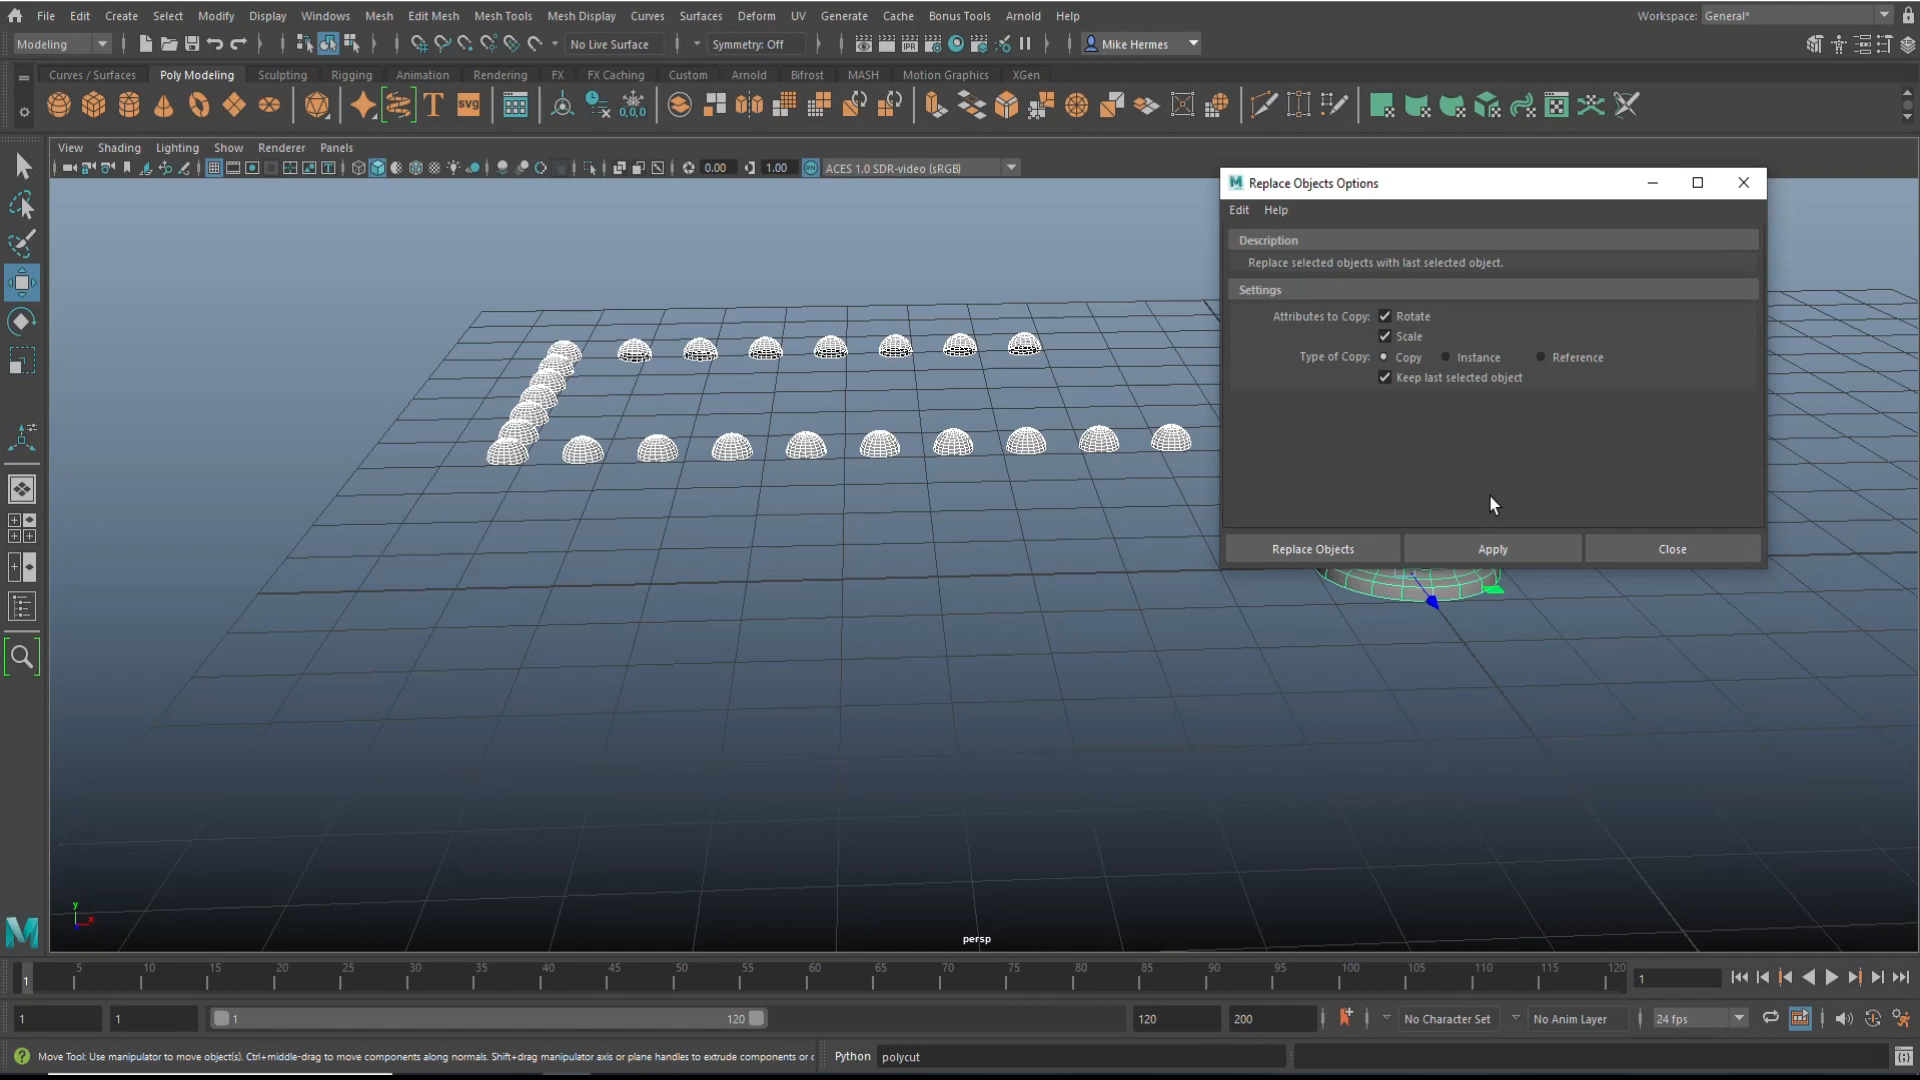 File Edit Create Select Modify Display Windows Mesh Edit Mesh Mesh Tools Mesh Display Curves Surfaces Deform UV Generate Cache Bonus Tools Arnold Help Workspace: General*
Modeling No Live Surface Symmetry: Off IPR Mike Hermes
Curves / Surfaces Poly Modeling Sculpting Rigging Animation Rendering FX FX Caching Custom Arnold Bifrost MASH Motion Graphics XGen
T svg 0,0,0
View Shading Lighting Show Renderer Panels
0.00 1.00 ACES 1.0 SDR-video (sRGB)
M Replace Objects Options
Edit Help
Description
Replace selected objects with last selected object.
Settings
Attributes to Copy: Rotate
Scale
Type of Copy: Copy Instance Reference
Keep last selected object
Replace Objects Apply Close
y
x
persp
M
1 5 10 15 20 25 30 35 40 45 50 55 60 65 70 75 80 85 90 95 100 105 110 115 120 1
1 1 1 120 120 200 No Character Set No Anim Layer 24 fps
? Move Tool: Use manipulator to move object(s). Ctrl+middle-drag to move components along normals. Shift+drag manipulator axis or plane handles to extrude components or c Python polycut